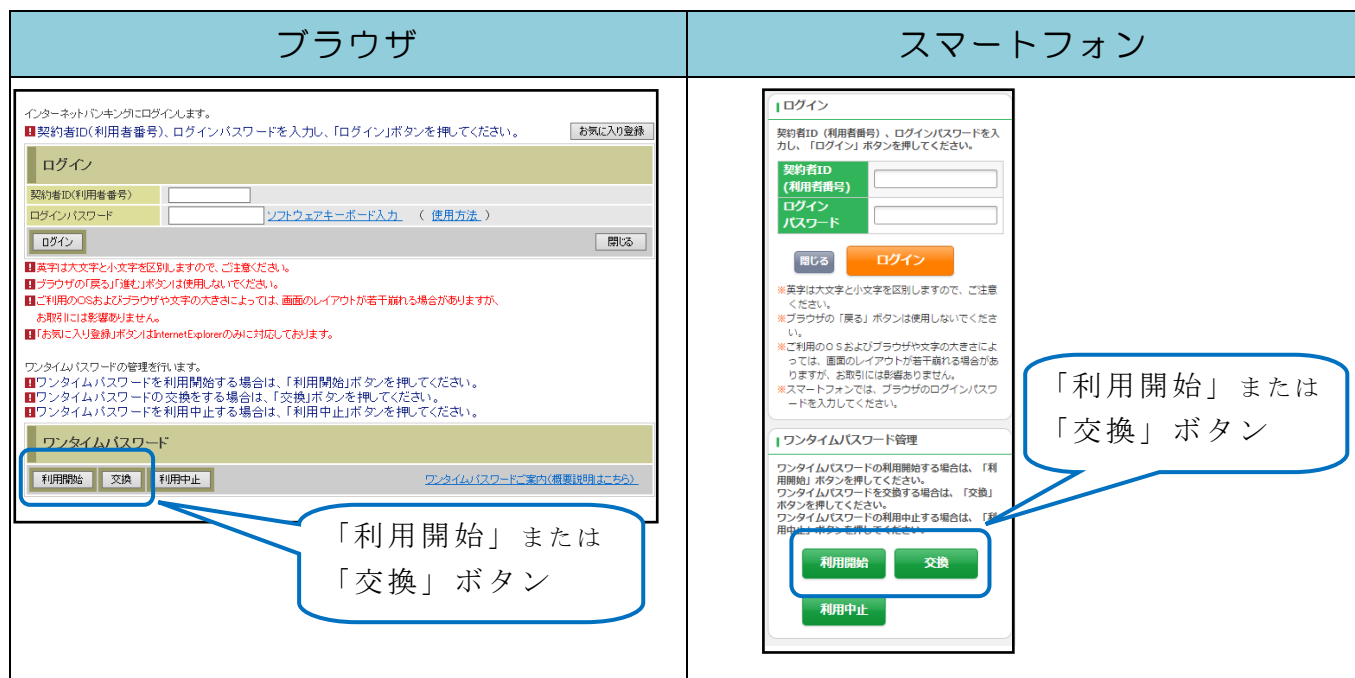 ブラウザ
インターネットバンキングにログインします。
!契約者ID(利用者番号)、ログインパスワードを入力し、「ログイン」ボタンを押してください。
お気に入り登録
ログイン
契約者ID(利用者番号)
ログインパスワード
ソフトウェアキーボード入力 ( 使用方法 )
ログイン
閉じる
!英字は大文字と小文字を区別しますので、ご注意ください。
!ブラウザの「戻る」「進む」ボタンは使用しないでください。
!ご利用のOSおよびブラウザや文字の大きさによっては、画面のレイアウトが若干崩れる場合がありますが、
お取引には影響ありません。
!「お気に入り登録」ボタンはInternetExplorerのみに対応しております。
ワンタイムパスワードの管理を行います。
!ワンタイムパスワードを利用開始する場合は、「利用開始」ボタンを押してください。
!ワンタイムパスワードの交換をする場合は、「交換」ボタンを押してください。
!ワンタイムパスワードを利用中止する場合は、「利用中止」ボタンを押してください。
ワンタイムパスワード
利用開始 交換 利用中止
ワンタイムパスワードご案内(概要説明はこちら)
「利用開始」または
「交換」ボタン
スマートフォン
ログイン
契約者ID(利用者番号)、ログインパスワードを入
力し、「ログイン」ボタンを押してください。
契約者ID
(利用者番号)
ログイン
パスワード
閉じる ログイン
※英字は大文字と小文字を区別しますので、ご注意
ください。
※ブラウザの「戻る」ボタンは使用しないでくださ
い。
※ご利用のOSおよびブラウザや文字の大きさによ
っては、画面のレイアウトが若干崩れる場合があ
りますが、お取引には影響ありません。
※スマートフォンでは、ブラウザのログインパスワ
ードを入力してください。
ワンタイムパスワード管理
ワンタイムパスワードの利用開始する場合は、「利
用開始」ボタンを押してください。
ワンタイムパスワードを交換する場合は、「交換」
ボタンを押してください。
ワンタイムパスワードの利用中止する場合は、「利
用中止」ボタンを押してください。
利用開始 交換
利用中止
「利用開始」または
「交換」ボタン